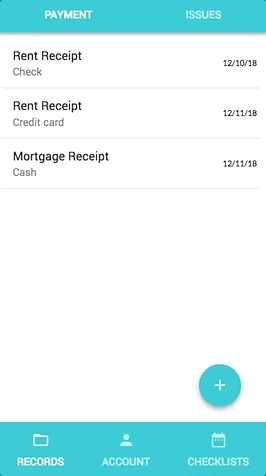 PAYMENT ISSUES
Rent Receipt
Check
12/10/18
Rent Receipt
Credit card
12/11/18
Mortgage Receipt
Cash
12/11/18
+
RECORDS ACCOUNT CHECKLISTS